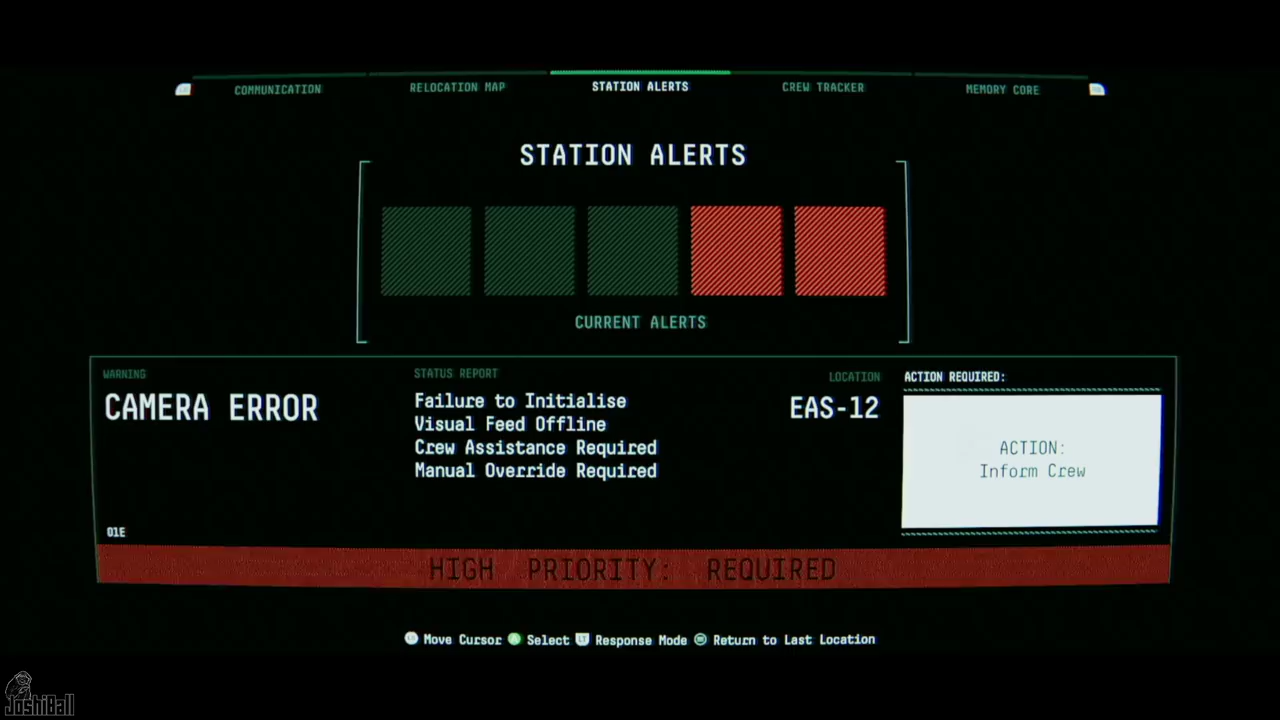 COMMUNICATION
RELOCATION MAP
STATION ALERTS
CREW TRACKER
MEMORY CORE
STATION ALERTS
CURRENT ALERTS
WARNING
CAMERA ERROR
01E
STATUS REPORT
Failure to Initialise
Visual Feed Offline
Crew Assistance Required
Manual Override Required
LOCATION
EAS-12
ACTION REQUIRED:
ACTION:
Inform Crew
HIGH PRIORITY: REQUIRED
Move Cursor A Select LT Response Mode Return to Last Location
JoshiBall